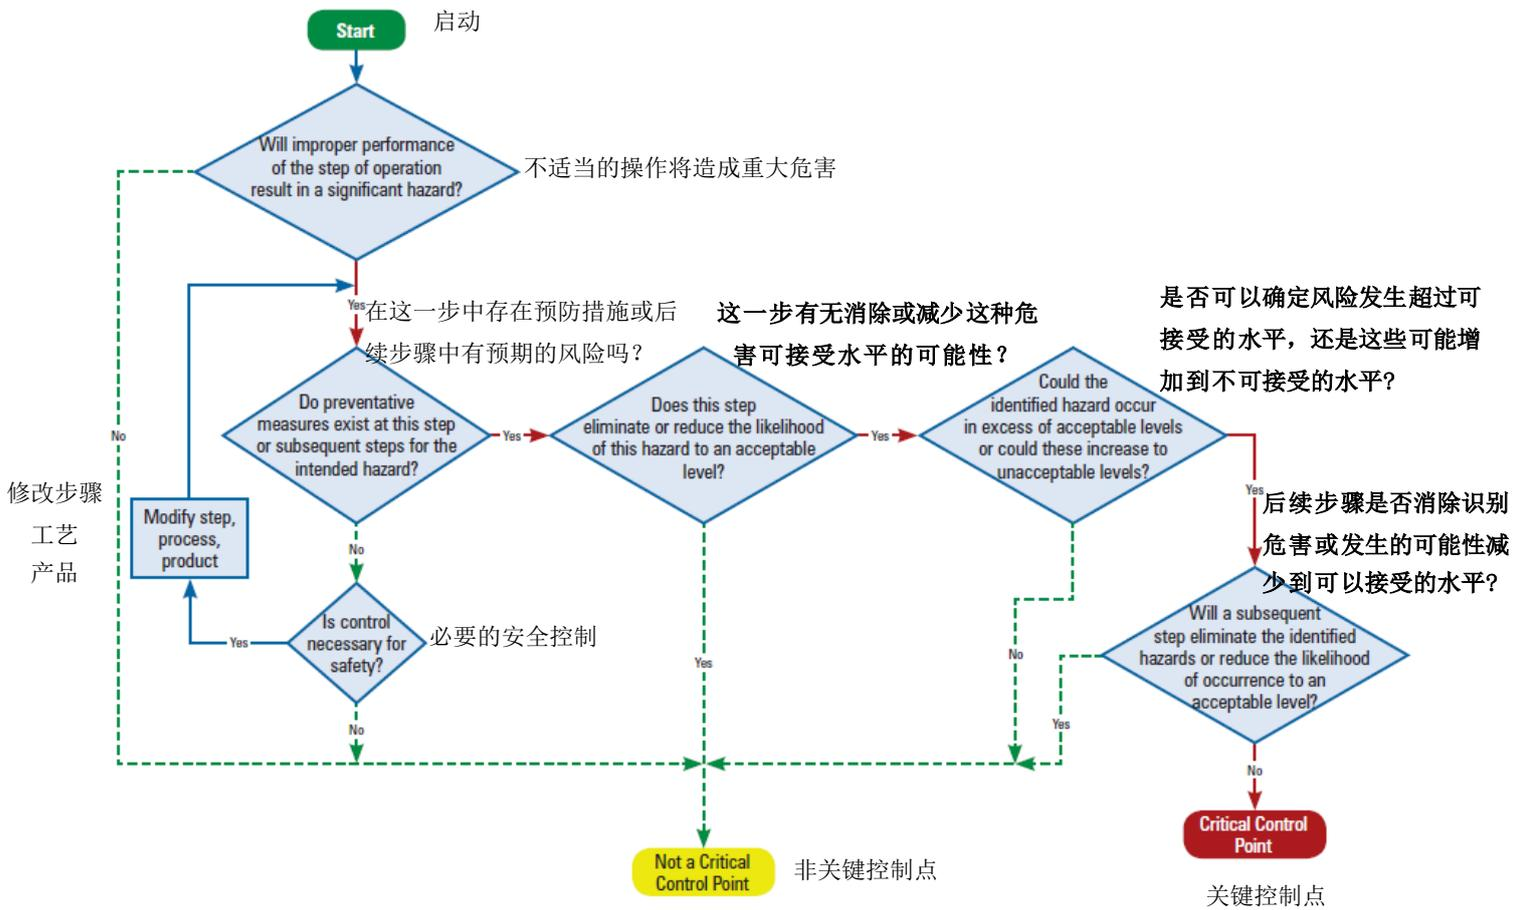 Start
启动
Will improper performance
of the step of operation
result in a significant hazard?
不适当的操作将造成重大危害
Yes
在这一步中存在预防措施或后
续步骤中有预期的风险吗?
这一步有无消除或减少这种危
害可接受水平的可能性?
是否可以确定风险发生超过可
接受的水平，还是这些可能增
加到不可接受的水平?
Do preventative
measures exist at this step
or subsequent steps for the
intended hazard?
Yes
Does this step
eliminate or reduce the likelihood
of this hazard to an acceptable
level?
Yes
Could the
identified hazard occur
in excess of acceptable levels
or could these increase to
unacceptable levels?
No
修改步骤
工艺
产品
Modify step,
process,
product
No
Yes
后续步骤是否消除识别
危害或发生的可能性减
少到可以接受的水平?
Is control
necessary for
safety?
必要的安全控制
Yes
Yes
No
Will a subsequent
step eliminate the identified
hazards or reduce the likelihood
of occurrence to an
acceptable level?
No
Yes
No
Not a Critical
Control Point
非关键控制点
Critical Control
Point
关键控制点